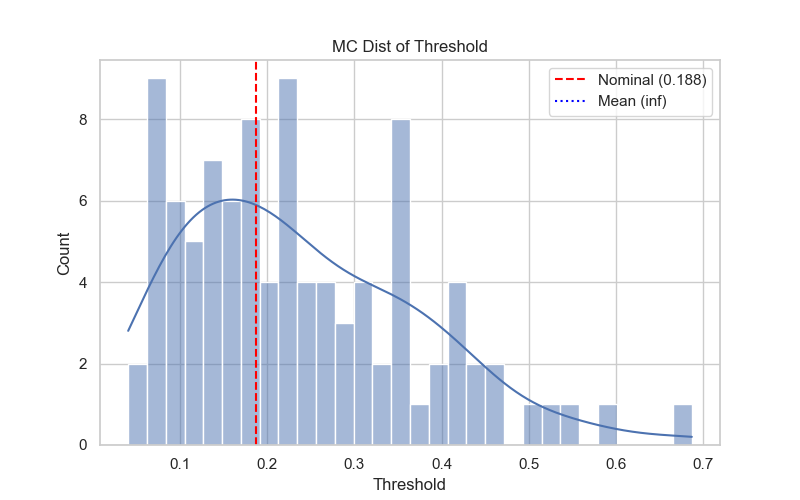 MC Dist of Threshold
Nominal (0.188)
Mean (inf)
Count
8
6
4
2
0
0.1 0.2 0.3 0.4 0.5 0.6 0.7
Threshold